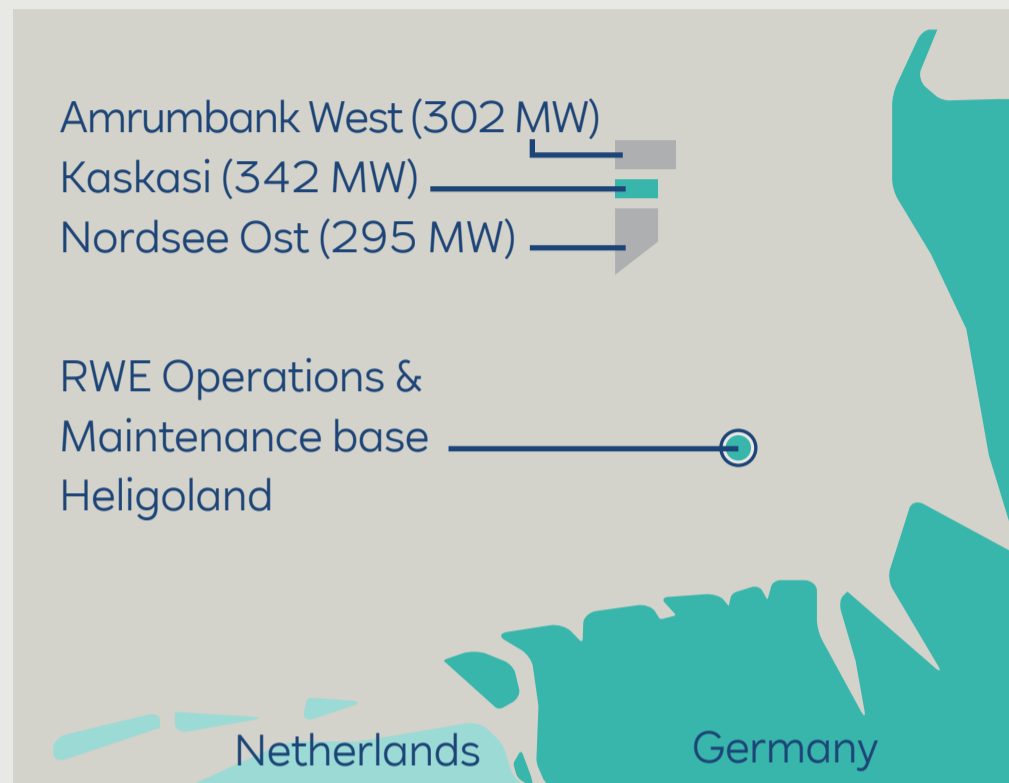 Amrumbank West (302 MW)
Kaskasi (342 MW)
Nordsee Ost (295 MW)
RWE Operations &
Maintenance base
Heligoland
Netherlands
Germany